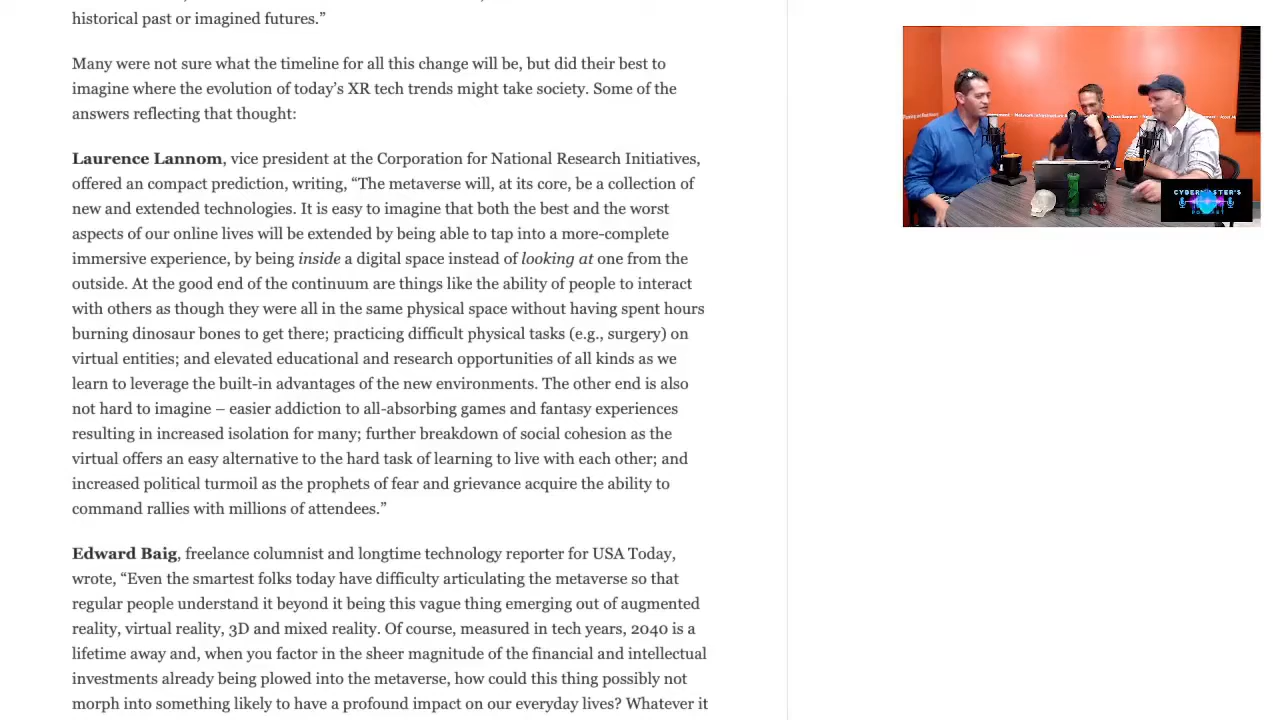 historical past or imagined futures.”
Many were not sure what the timeline for all this change will be, but did their best to
imagine where the evolution of today’s XR tech trends might take society. Some of the
answers reflecting that thought:
Laurence Lannom, vice president at the Corporation for National Research Initiatives,
offered an compact prediction, writing, “The metaverse will, at its core, be a collection of
new and extended technologies. It is easy to imagine that both the best and the worst
aspects of our online lives will be extended by being able to tap into a more-complete
immersive experience, by being inside a digital space instead of looking at one from the
outside. At the good end of the continuum are things like the ability of people to interact
with others as though they were all in the same physical space without having spent hours
burning dinosaur bones to get there; practicing difficult physical tasks (e.g., surgery) on
virtual entities; and elevated educational and research opportunities of all kinds as we
learn to leverage the built-in advantages of the new environments. The other end is also
not hard to imagine – easier addiction to all-absorbing games and fantasy experiences
resulting in increased isolation for many; further breakdown of social cohesion as the
virtual offers an easy alternative to the hard task of learning to live with each other; and
increased political turmoil as the prophets of fear and grievance acquire the ability to
command rallies with millions of attendees.”
Edward Baig, freelance columnist and longtime technology reporter for USA Today,
wrote, “Even the smartest folks today have difficulty articulating the metaverse so that
regular people understand it beyond it being this vague thing emerging out of augmented
reality, virtual reality, 3D and mixed reality. Of course, measured in tech years, 2040 is a
lifetime away and, when you factor in the sheer magnitude of the financial and intellectual
investments already being plowed into the metaverse, how could this thing possibly not
morph into something likely to have a profound impact on our everyday lives? Whatever it
CYBERMASTER'S
PODCAST